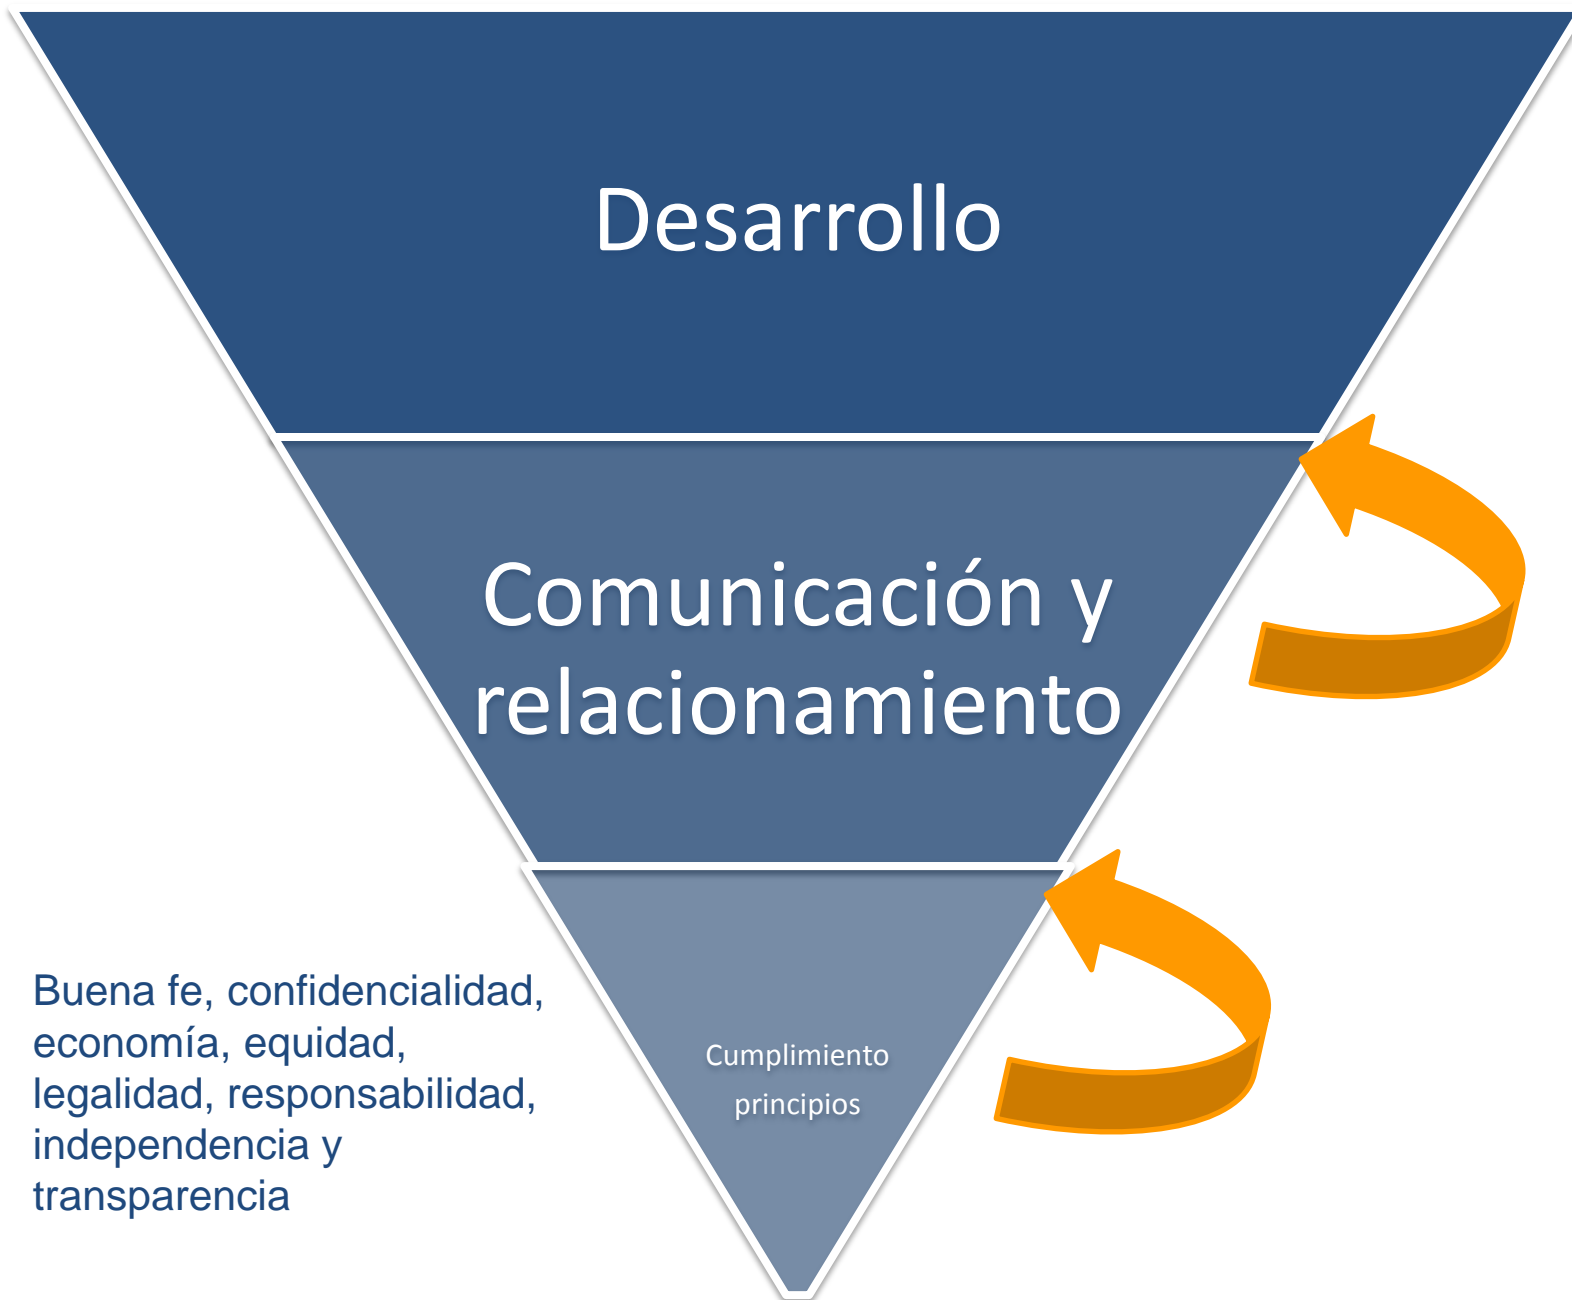 Desarrollo
Comunicación y
relacionamiento
Buena fe, confidencialidad,
economía, equidad,
legalidad, responsabilidad,
independencia y
transparencia
Cumplimiento
principios